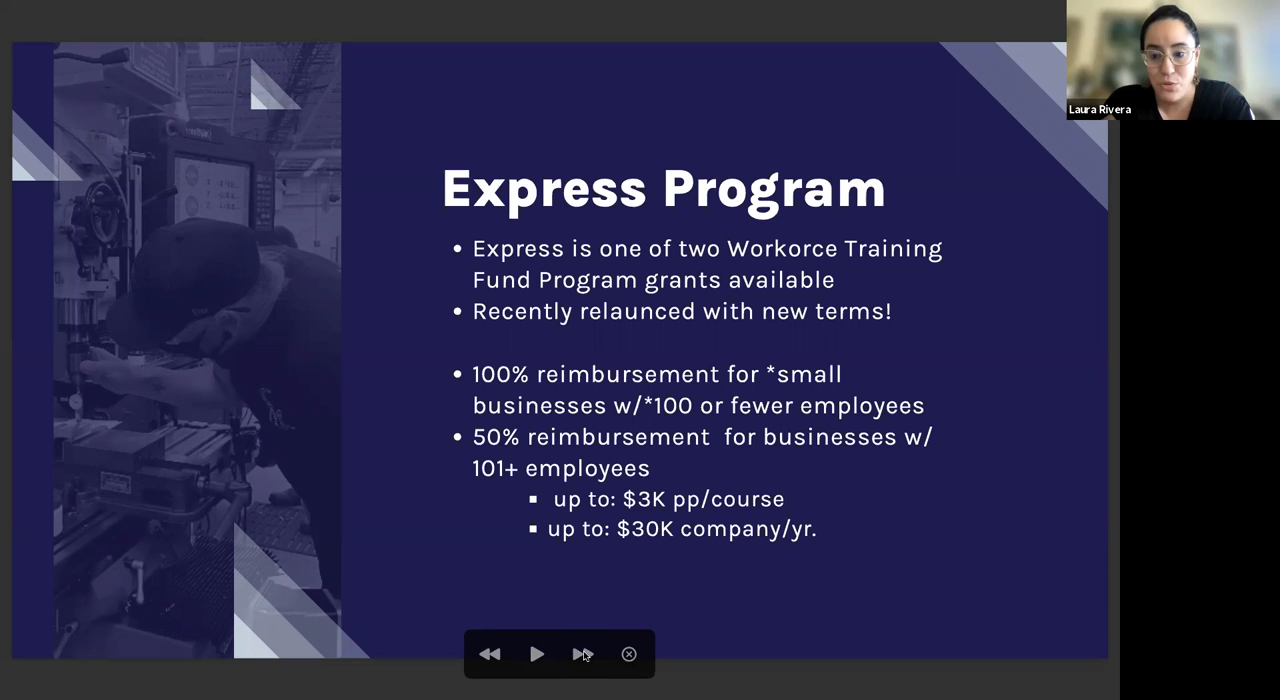 Laura Rivera
Express Program
• Express is one of two Workorce Training
Fund Program grants available
• Recently relaunced with new terms!
• 100% reimbursement for *small
businesses w/*100 or fewer employees
• 50% reimbursement for businesses w/
101+ employees
▪ up to: $3K pp/course
▪ up to: $30K company/yr.